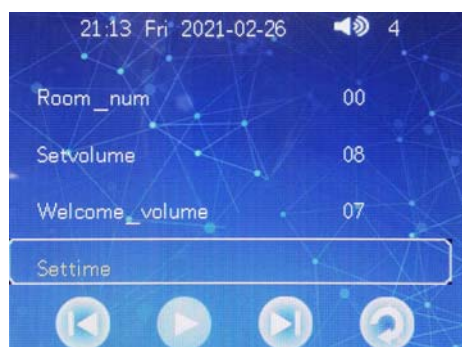 21:13 Fri 2021-02-26 4
Room_num 00
Setvolume 08
Welcome_volume 07
Settime